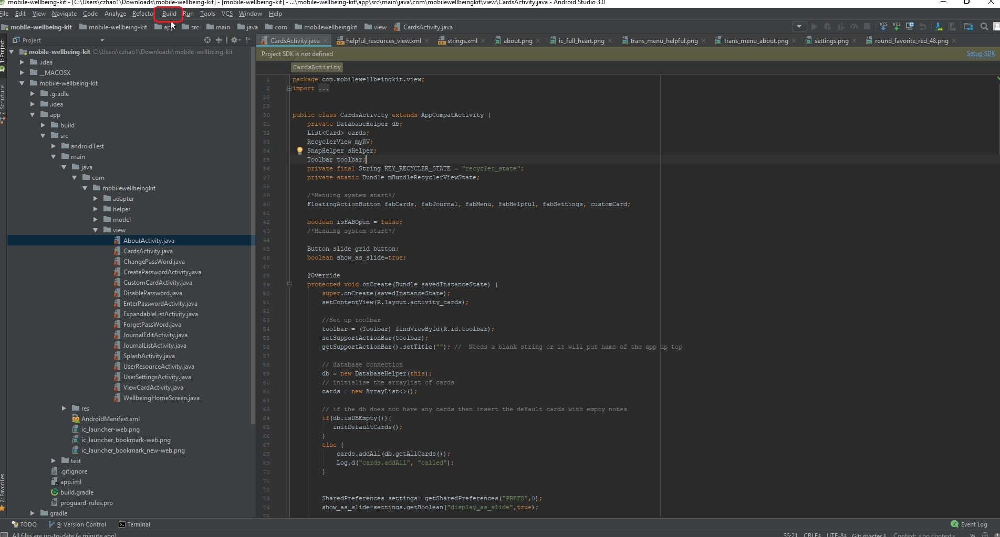 mobile-wellbeing-kit - [C:\Users\czhao1\Downloads\mobile-wellbeing-kit] - [mobile-wellbeing-kit] - ...\mobile-wellbeing-kit\app\src\main\java\com\mobilewellbeingkit\view\CardsActivity.java - Android Studio 3.0
File Edit View Navigate Code Analyze Refactor Build Run Tools VCS Window Help
mobile-wellbeing-kit mobile-wellbeing-kit app src main java com mobilewellbeingkit view CardsActivity.java
VCS VCS
Project
CardsActivity.java helpful_resources_view.xml strings.xml about.png ic_full_heart.png trans_menu_helpful.png trans_menu_about.png settings.png round_favorite_red_48.png
1: Project
7: Structure
2: Favorites
mobile-wellbeing-kit C:\Users\czhao1\Downloads\mobile-wellbeing-kit
.idea
__MACOSX
mobile-wellbeing-kit
.gradle
.idea
app
build
src
androidTest
main
java
com
mobilewellbeingkit
adapter
helper
model
view
AboutActivity.java
CardsActivity.java
ChangePassWord.java
CreatePasswordActivity.java
CustomCardActivity.java
DisablePassword.java
EnterPasswordActivity.java
ExpandableListActivity.java
ForgetPassWord.java
JournalEditActivity.java
JournalListActivity.java
SplashActivity.java
UserResourceActivity.java
UserSettingsActivity.java
ViewCardActivity.java
WellbeingHomeScreen.java
res
AndroidManifest.xml
ic_launcher-web.png
ic_launcher_bookmark-web.png
ic_launcher_bookmark_new-web.png
test
.gitignore
app.iml
build.gradle
proguard-rules.pro
gradle
Project SDK is not defined Setup SDK
CardsActivity
1 package com.mobilewellbeingkit.view;
2 import ...
28
29
30 public class CardsActivity extends AppCompatActivity {
31 private DatabaseHelper db;
32 List<Card> cards;
33 RecyclerView myRV;
34 SnapHelper sHelper;
35 Toolbar toolbar;
36 private final String KEY_RECYCLER_STATE = "recycler_state";
37 private static Bundle mBundleRecyclerViewState;
38
39 /*Menuing system start*/
40 FloatingActionButton fabCards, fabJournal, fabMenu, fabHelpful, fabSettings, customCard;
41
42 boolean isFABOpen = false;
43 /*Menuing system start*/
44
45 Button slide_grid_button;
46 boolean show_as_slide=true;
47
48 @Override
49 protected void onCreate(Bundle savedInstanceState) {
50 super.onCreate(savedInstanceState);
51 setContentView(R.layout.activity_cards);
52
53 //Set up toolbar
54 toolbar = (Toolbar) findViewById(R.id.toolbar);
55 setSupportActionBar(toolbar);
56 getSupportActionBar().setTitle(""); // Needs a blank string or it will put name of the app up top
57
58 // database connection
59 db = new DatabaseHelper(this);
60 // initialise the arraylist of cards
61 cards = new ArrayList<>();
62
63 // if the db does not have any cards then insert the default cards with empty notes
64 if(db.isDBEmpty()){
65 initDefaultCards();
66 }
67 else {
68 cards.addAll(db.getAllCards());
69 Log.d("cards.addAll", "called");
70 }
71
72
73 SharedPreferences settings= getSharedPreferences("PREFS",0);
74 show_as_slide=settings.getBoolean("display_as_slide",true);
75
TODO 9: Version Control Terminal 2 Event Log
All files are up-to-date (a minute ago) 35:21 CRLF UTF-8 Git: master Context: <no context>